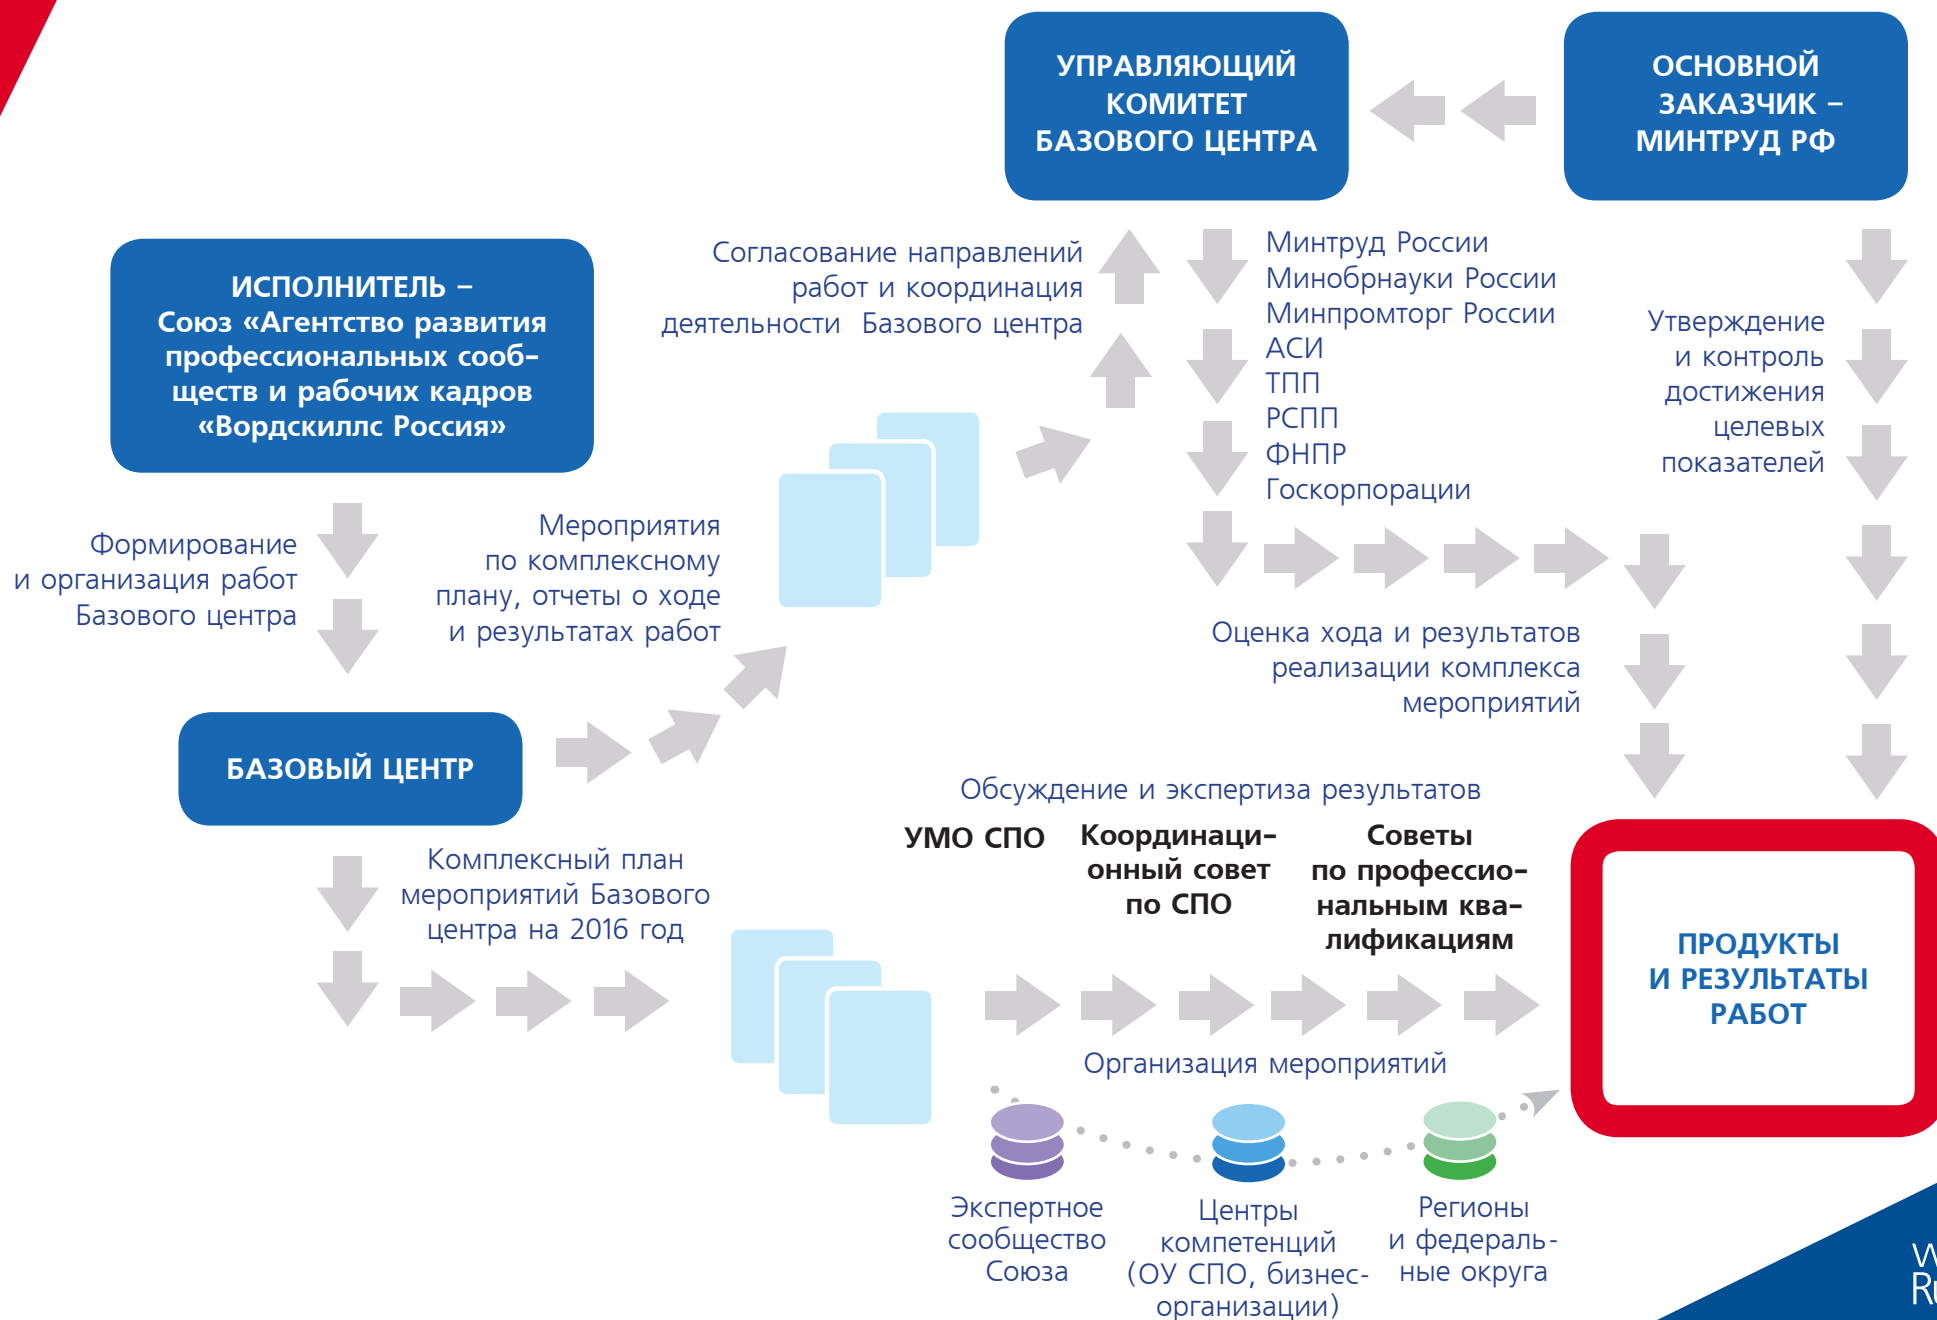 УПРАВЛЯЮЩИЙ
КОМИТЕТ
БАЗОВОГО ЦЕНТРА
ОСНОВНОЙ
ЗАКАЗЧИК –
МИНТРУД РФ
ИСПОЛНИТЕЛЬ –
Союз «Агентство развития
профессиональных сооб-
ществ и рабочих кадров
«Вордскиллс Россия»
Согласование направлений
работ и координация
деятельности Базового центра
Минтруд России
Минобрнауки России
Минпромторг России
АСИ
ТПП
РСПП
ФНПР
Госкорпорации
Утверждение
и контроль
достижения
целевых
показателей
Формирование
и организация работ
Базового центра
Мероприятия
по комплексному
плану, отчеты о ходе
и результатах работ
Оценка хода и результатов
реализации комплекса
мероприятий
БАЗОВЫЙ ЦЕНТР
Комплексный план
мероприятий Базового
центра на 2016 год
Обсуждение и экспертиза результатов
УМО СПО
Координаци-
онный совет
по СПО
Советы
по профессио-
нальным ква-
лификациям
ПРОДУКТЫ
И РЕЗУЛЬТАТЫ
РАБОТ
Организация мероприятий
Экспертное
сообщество
Союза
Центры
компетенций
(ОУ СПО, бизнес-
организации)
Регионы
и федераль-
ные округа